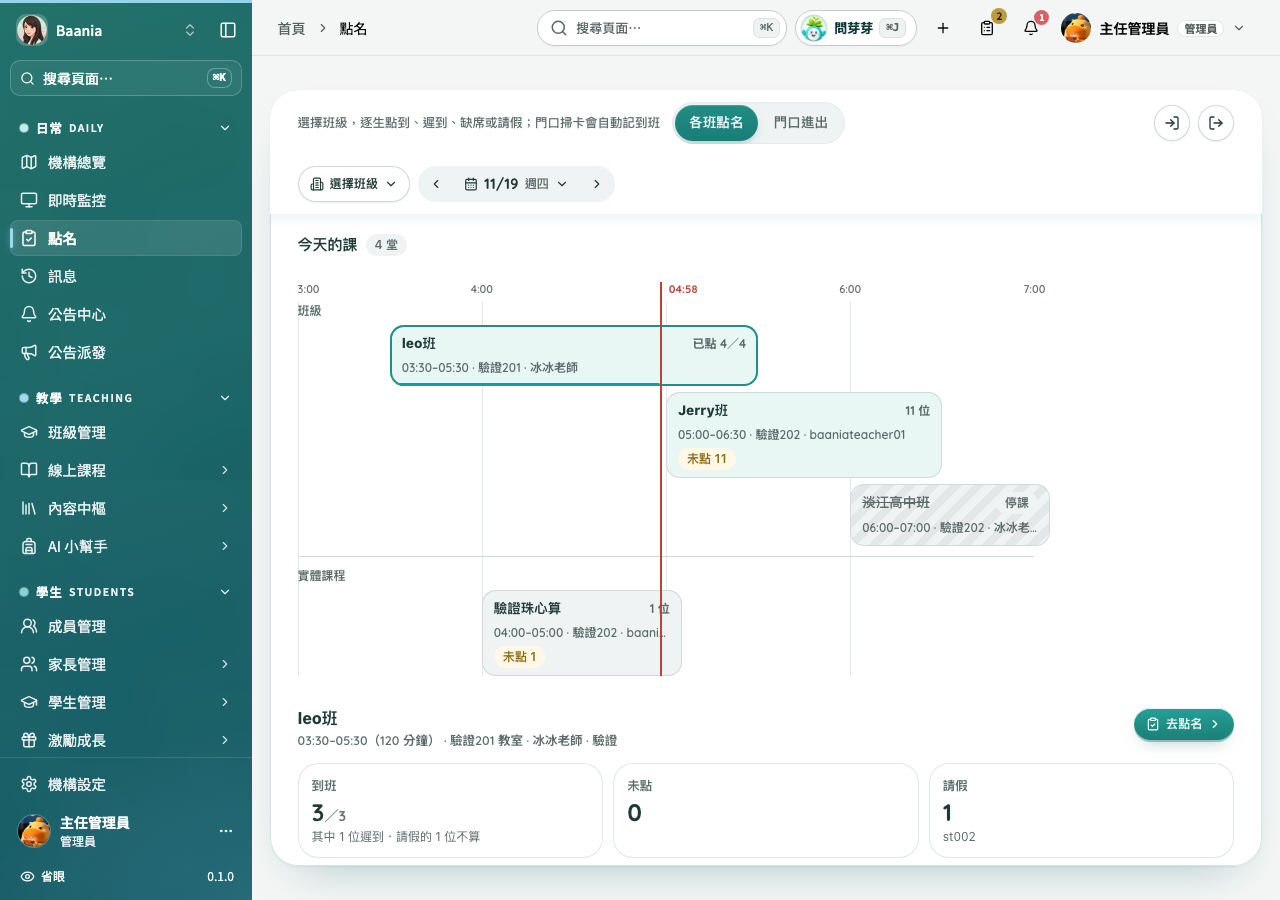 Baania
搜尋頁面… ⌘K
日常 DAILY
機構總覽
即時監控
點名
訊息
公告中心
公告派發
教學 TEACHING
班級管理
線上課程
內容中樞
AI 小幫手
學生 STUDENTS
成員管理
家長管理
學生管理
激勵成長
機構設定
主任管理員
管理員
省眼 0.1.0
首頁 點名
搜尋頁面… ⌘K
問芽芽 ⌘J
2
1
主任管理員 管理員
選擇班級，逐生點到、遲到、缺席或請假；門口掃卡會自動記到班 各班點名 門口進出
選擇班級 11/19 週四
今天的課 4 堂
3:00 4:00 04:58 6:00 7:00
班級
leo班 已點 4／4
03:30–05:30 · 驗證201 · 冰冰老師
Jerry班 11 位
05:00–06:30 · 驗證202 · baaniateacher01
未點 11
淡江高中班 停課
06:00–07:00 · 驗證202 · 冰冰老…
實體課程
驗證珠心算 1 位
04:00–05:00 · 驗證202 · baani…
未點 1
leo班
03:30–05:30（120 分鐘） · 驗證201 教室 · 冰冰老師 · 驗證
去點名
到班
3／3
其中 1 位遲到・請假的 1 位不算
未點
0
請假
1
st002